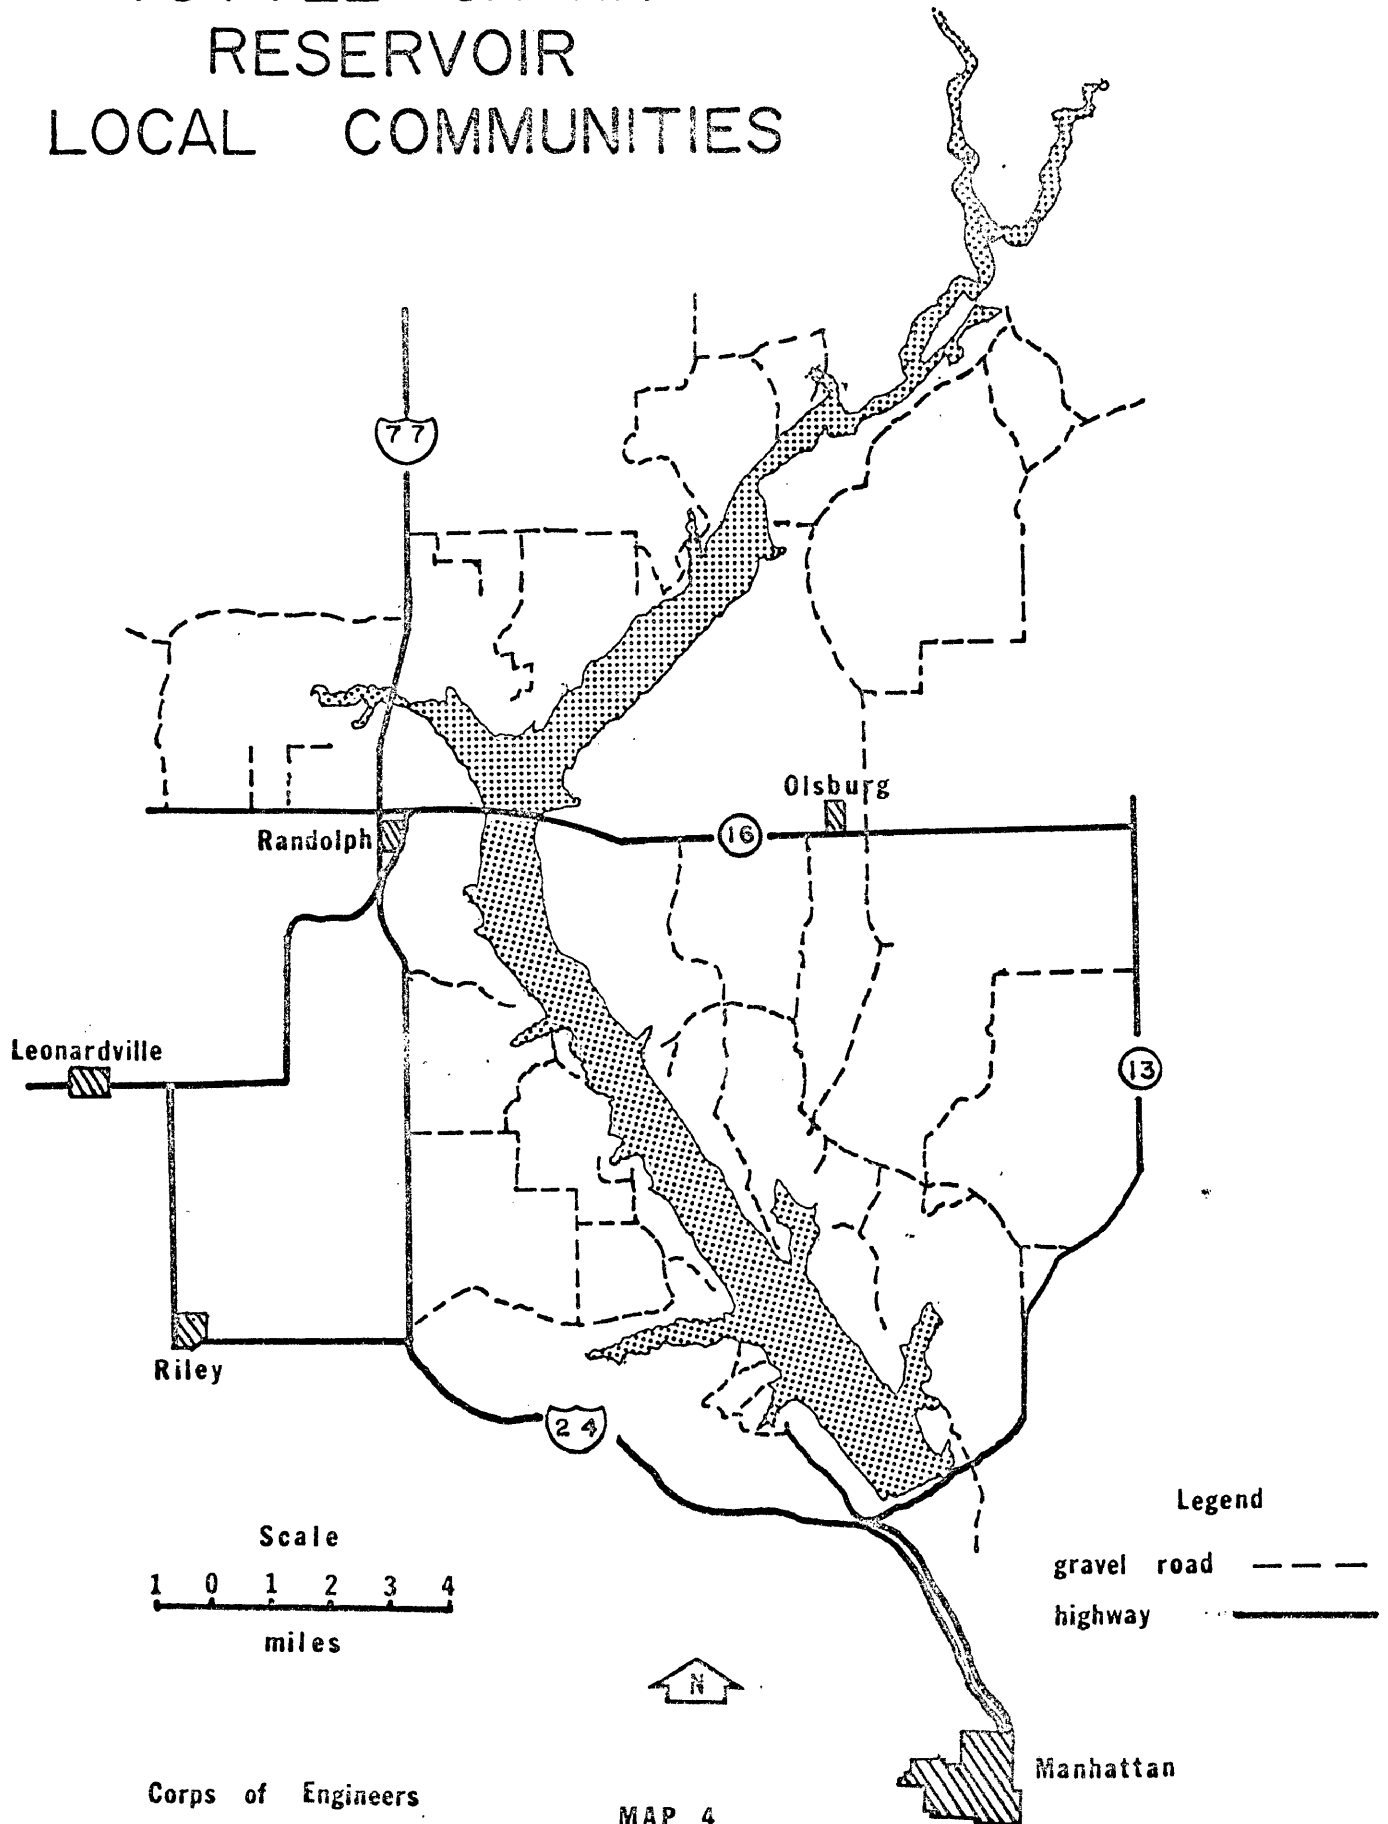 RESERVOIR
LOCAL COMMUNITIES
77
Olsburg
Randolph
16
Leonardville
13
Riley
24
Legend
Scale
gravel road
1 0 1 2 3 4
highway
miles
N
Manhattan
Corps of Engineers
MAP 4